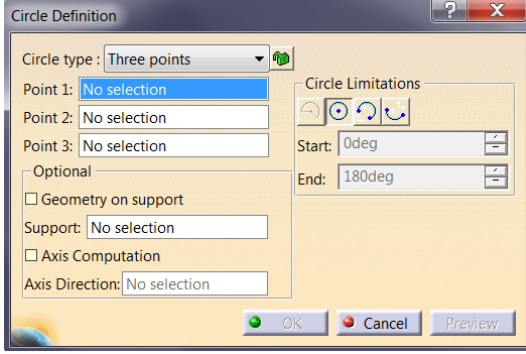 Circle Definition
?
X
Circle type : Three points
Point 1: No selection
Point 2: No selection
Point 3: No selection
Circle Limitations
Start: 0deg
End: 180deg
Optional
Geometry on support
Support: No selection
Axis Computation
Axis Direction: No selection
OK
Cancel
Preview